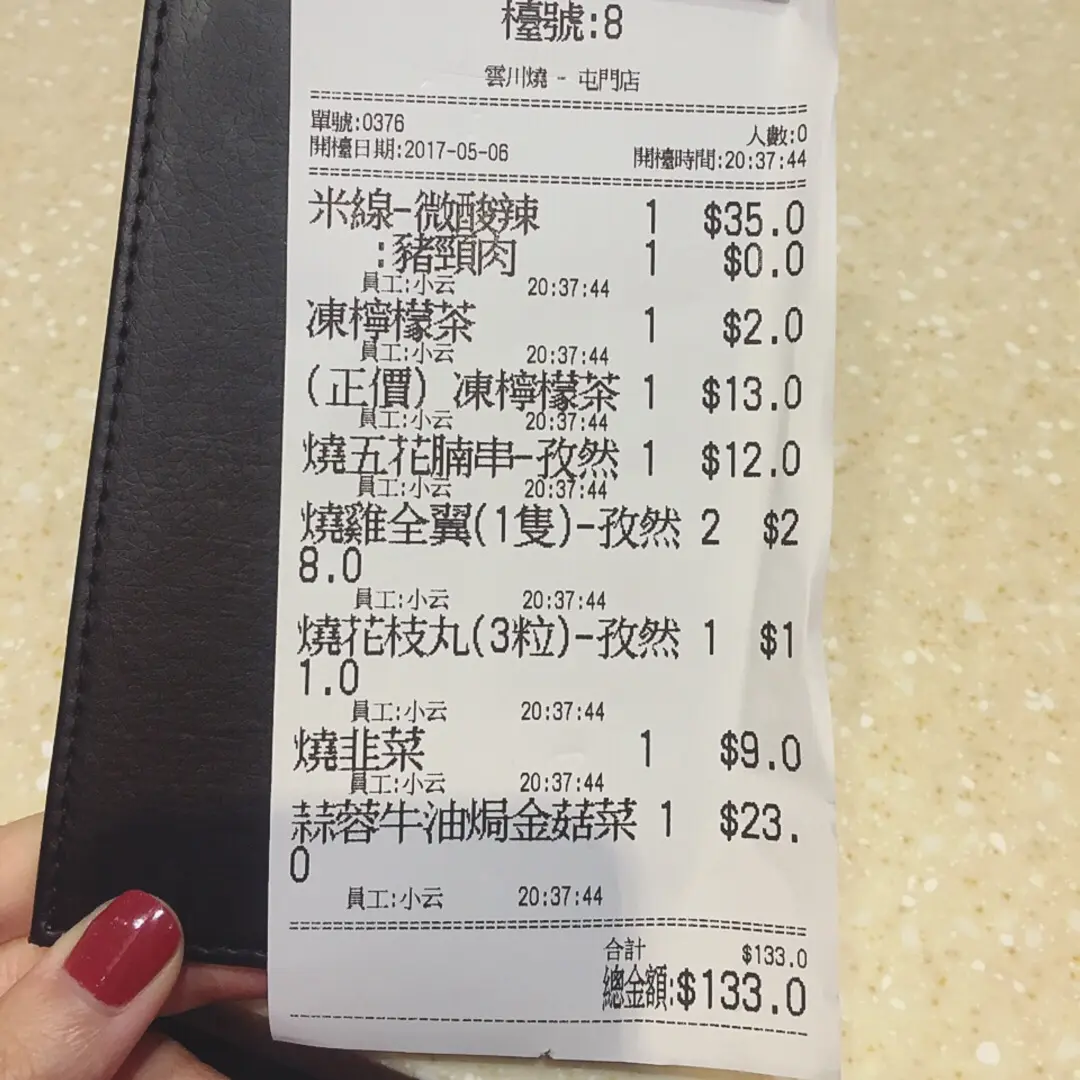 檯號:8
雲川燒 - 屯門店
單號:0376 人數:0
開檯日期:2017-05-06 開檯時間:20:37:44
米線-微酸辣 1 $35.0
:豬頸肉 1 $0.0
員工:小云 20:37:44
凍檸檬茶 1 $2.0
員工:小云 20:37:44
(正價) 凍檸檬茶 1 $13.0
員工:小云 20:37:44
燒五花腩串-孜然 1 $12.0
員工:小云 20:37:44
燒雞全翼(1隻)-孜然 2 $2
8.0
員工:小云 20:37:44
燒花枝丸(3粒)-孜然 1 $1
1.0
員工:小云 20:37:44
燒韭菜 1 $9.0
員工:小云 20:37:44
蒜蓉牛油焗金菇菜 1 $23.
0
員工:小云 20:37:44
合計 $133.0
總金額:$133.0